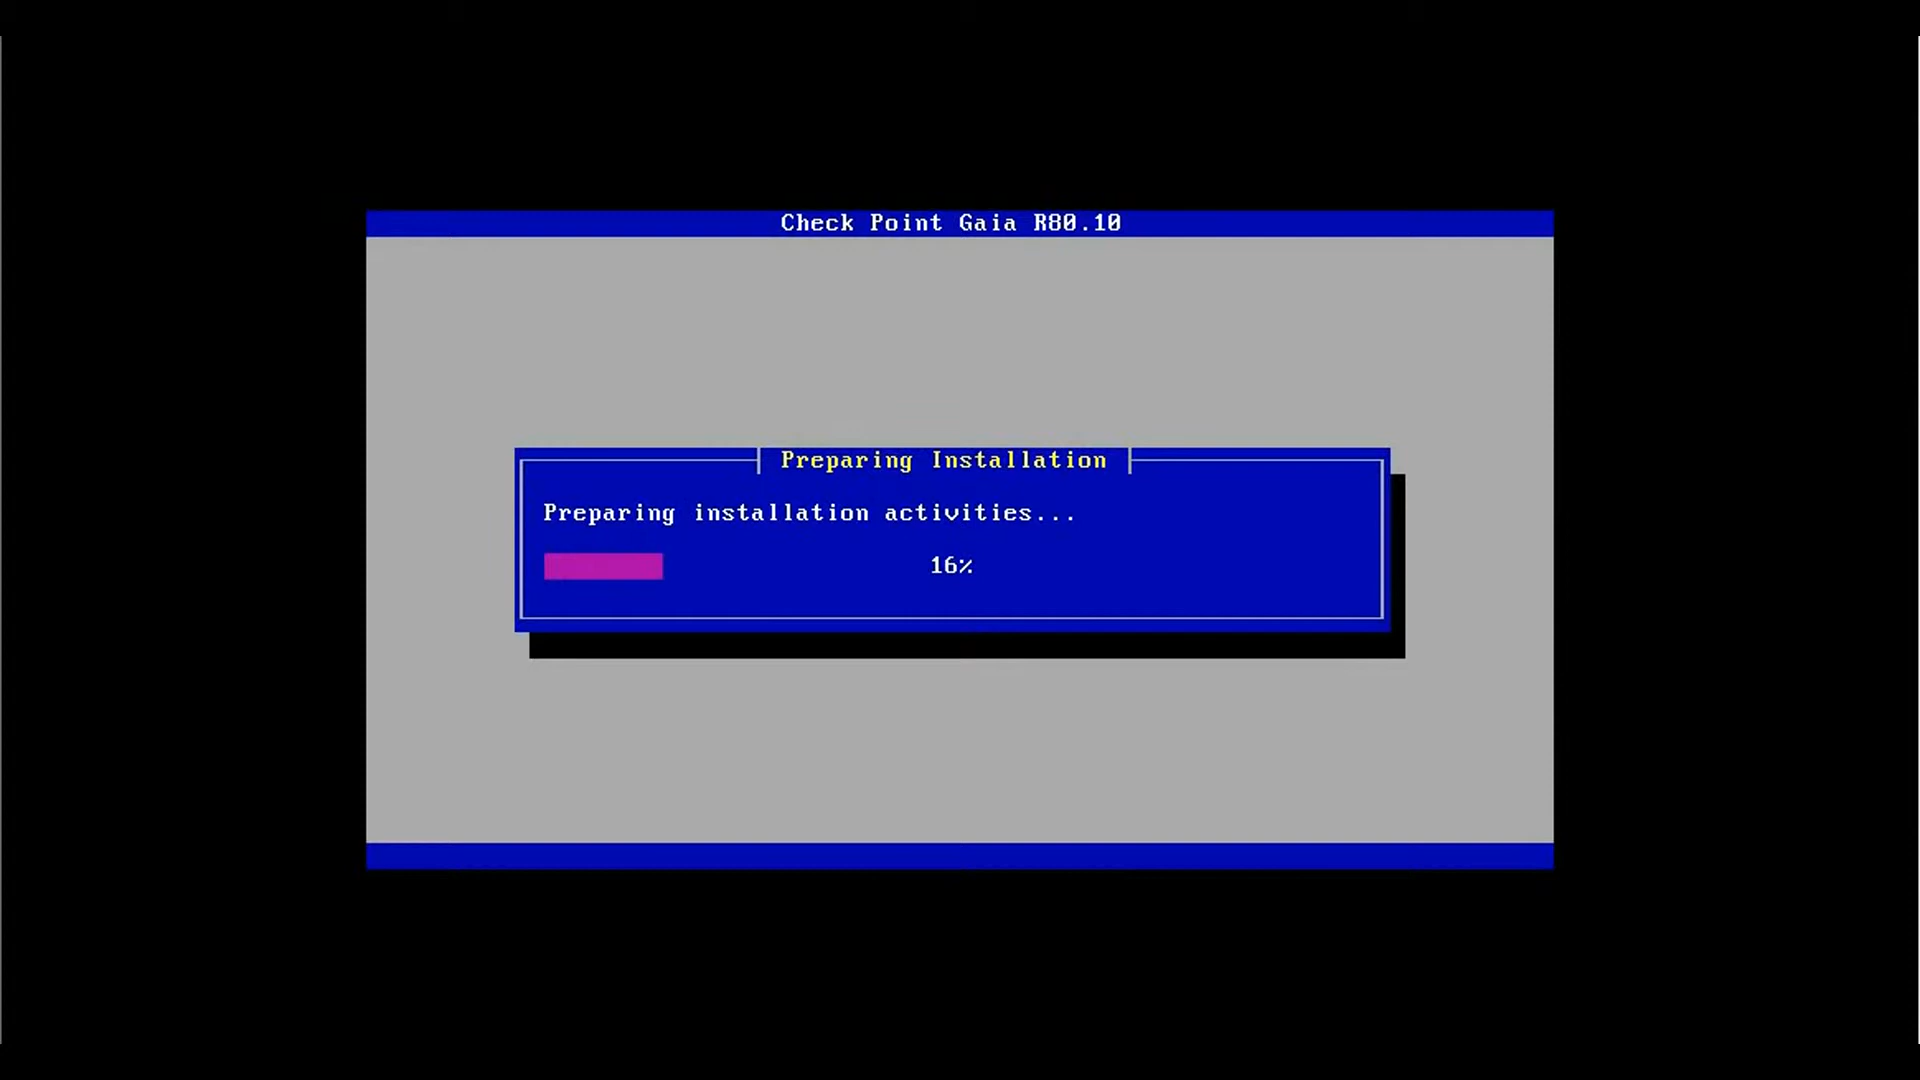 Check Point Gaia R80.10
Preparing Installation
Preparing installation activities...
16%